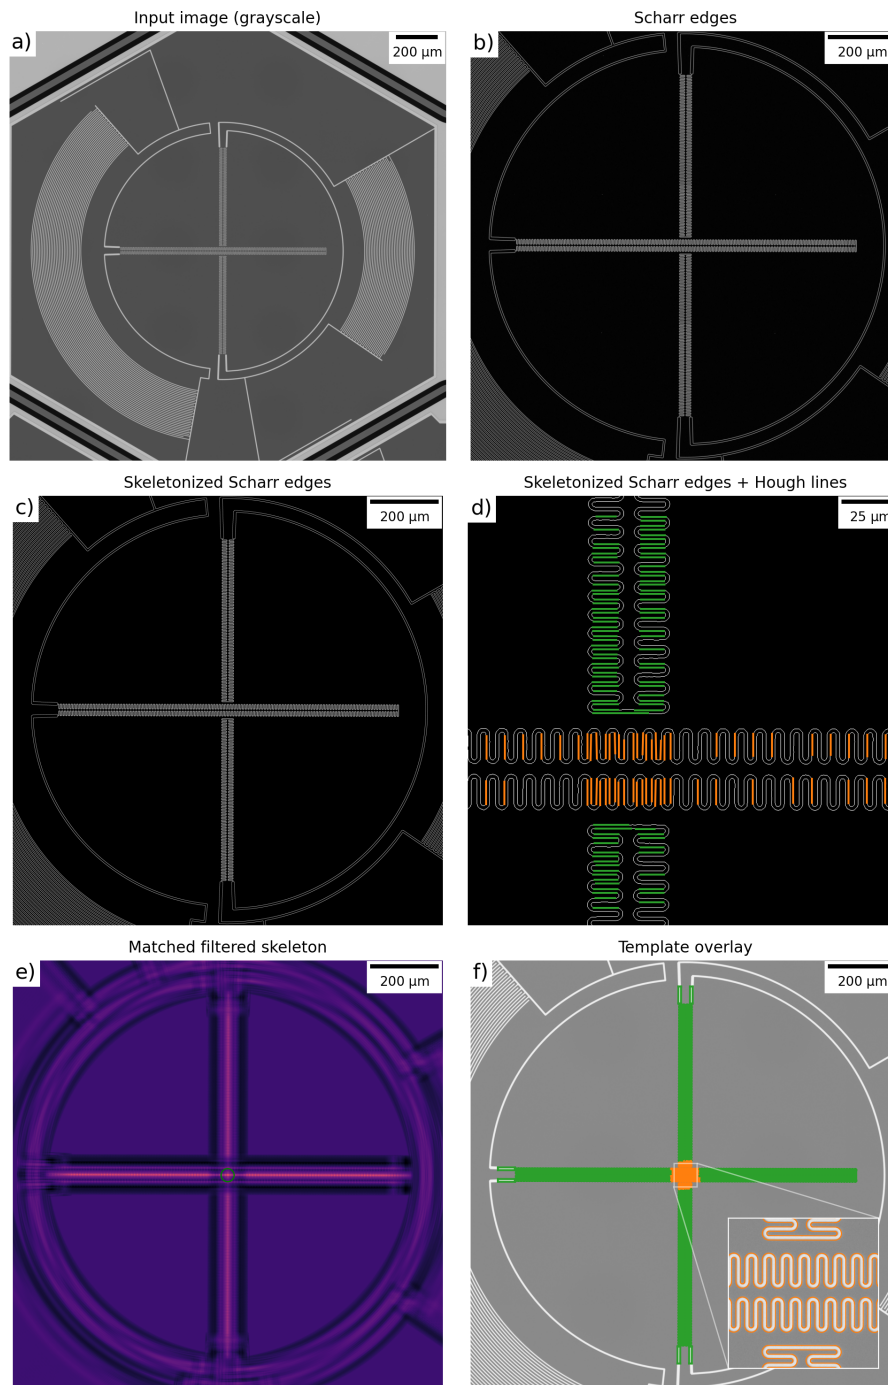 Input image (grayscale)
a)
200 µm
Scharr edges
b)
200 µm
Skeletonized Scharr edges
c)
200 µm
Skeletonized Scharr edges + Hough lines
d)
25 µm
Matched filtered skeleton
e)
200 µm
Template overlay
f)
200 µm